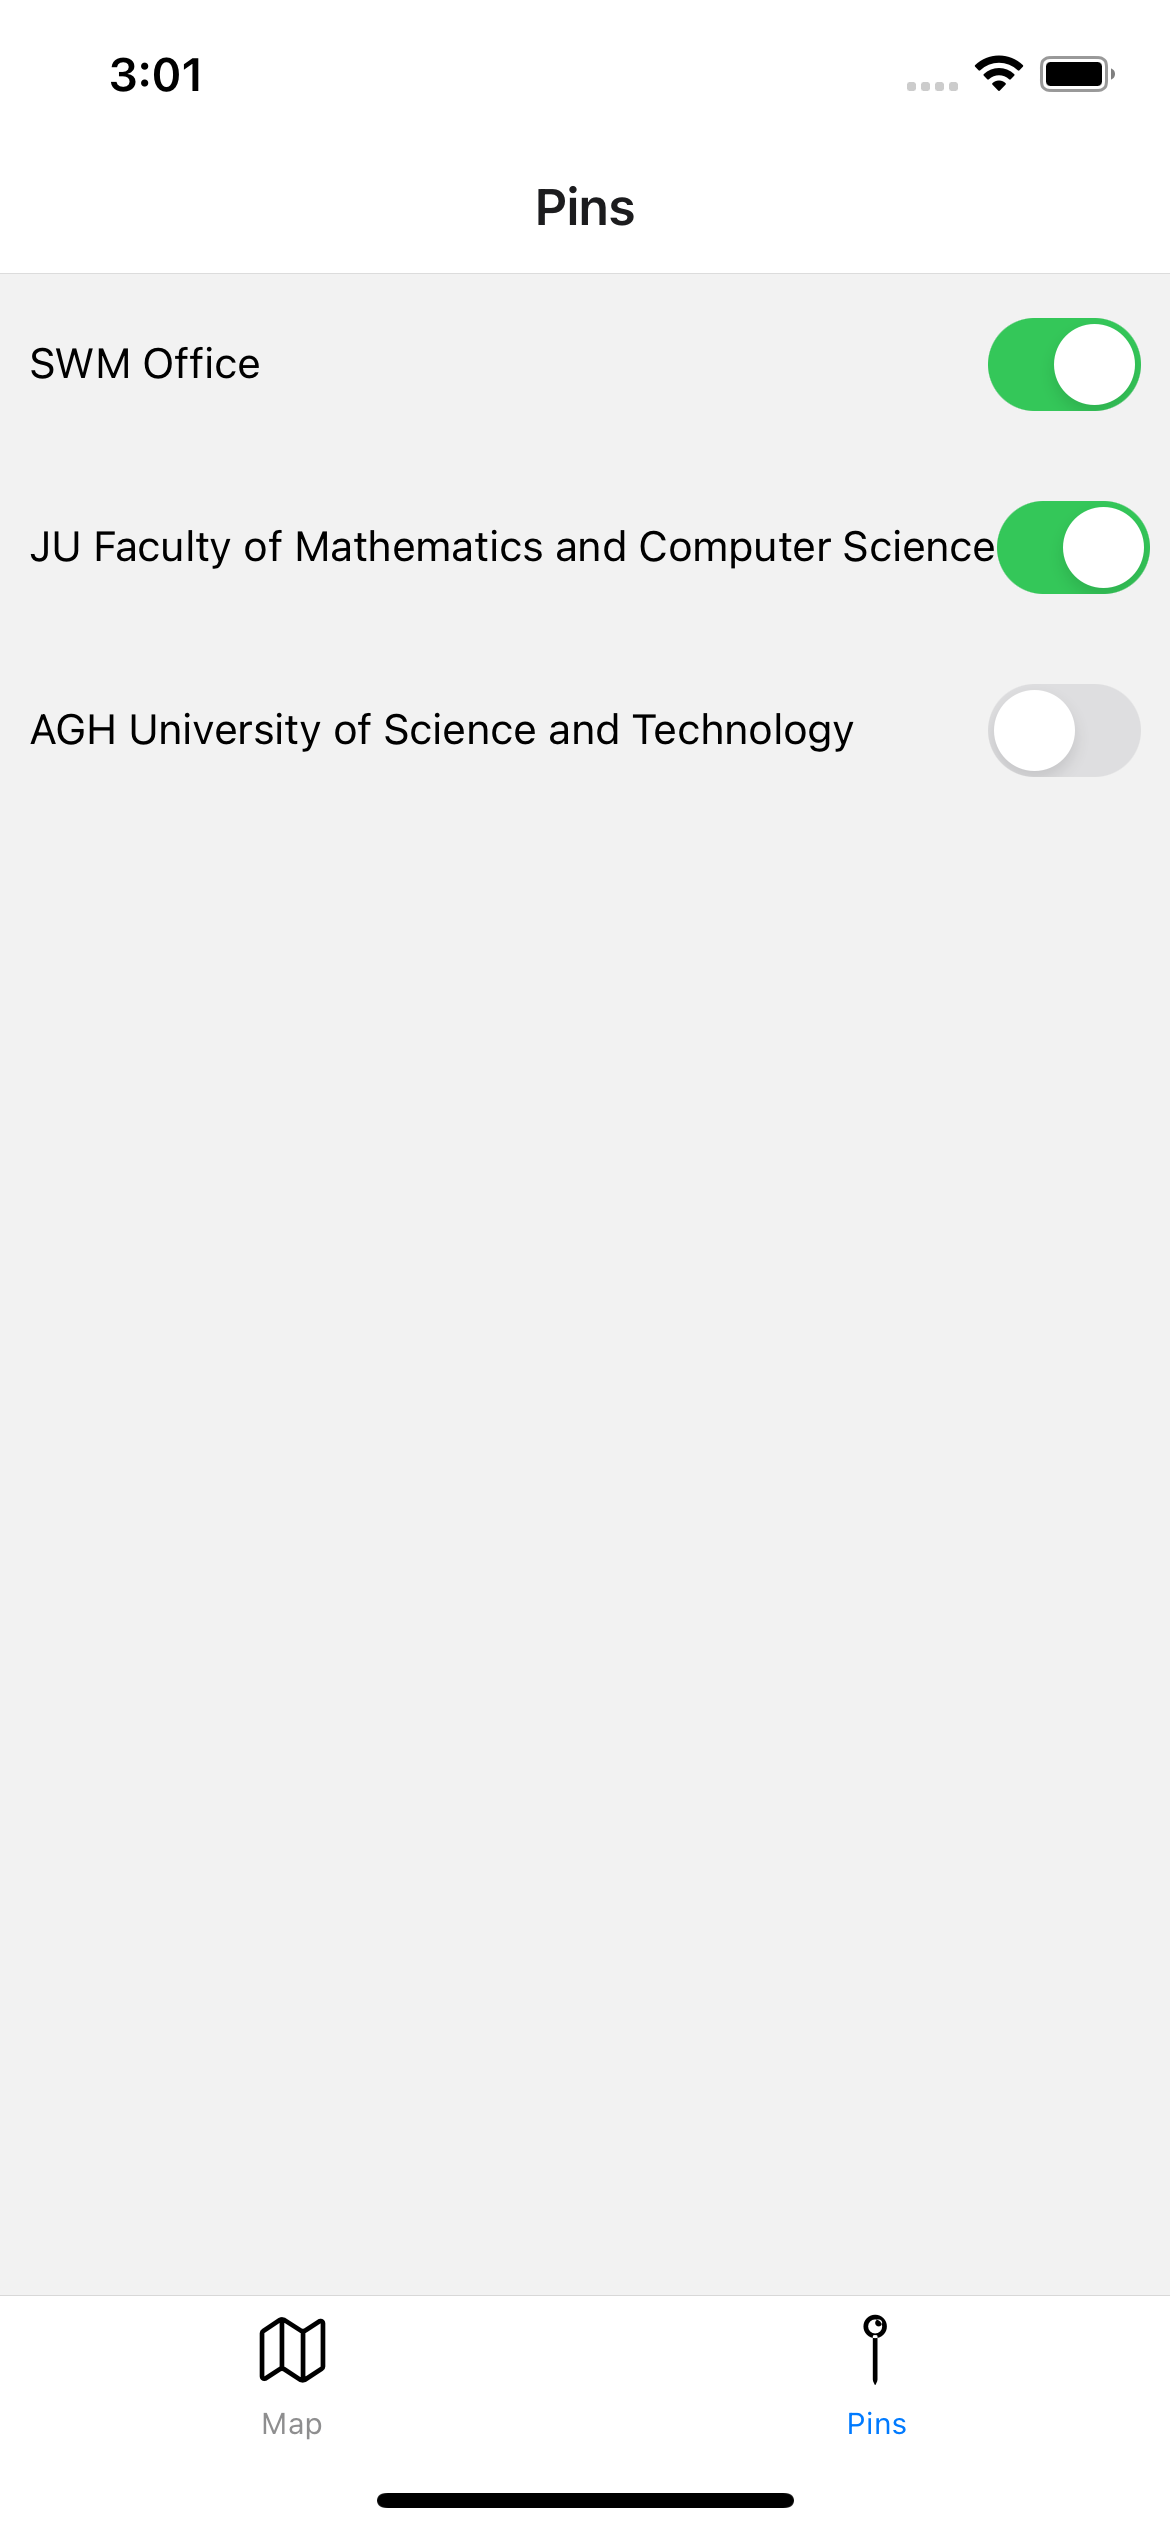 3:01
Pins
SWM Office
JU Faculty of Mathematics and Computer Science
AGH University of Science and Technology
Map
Pins